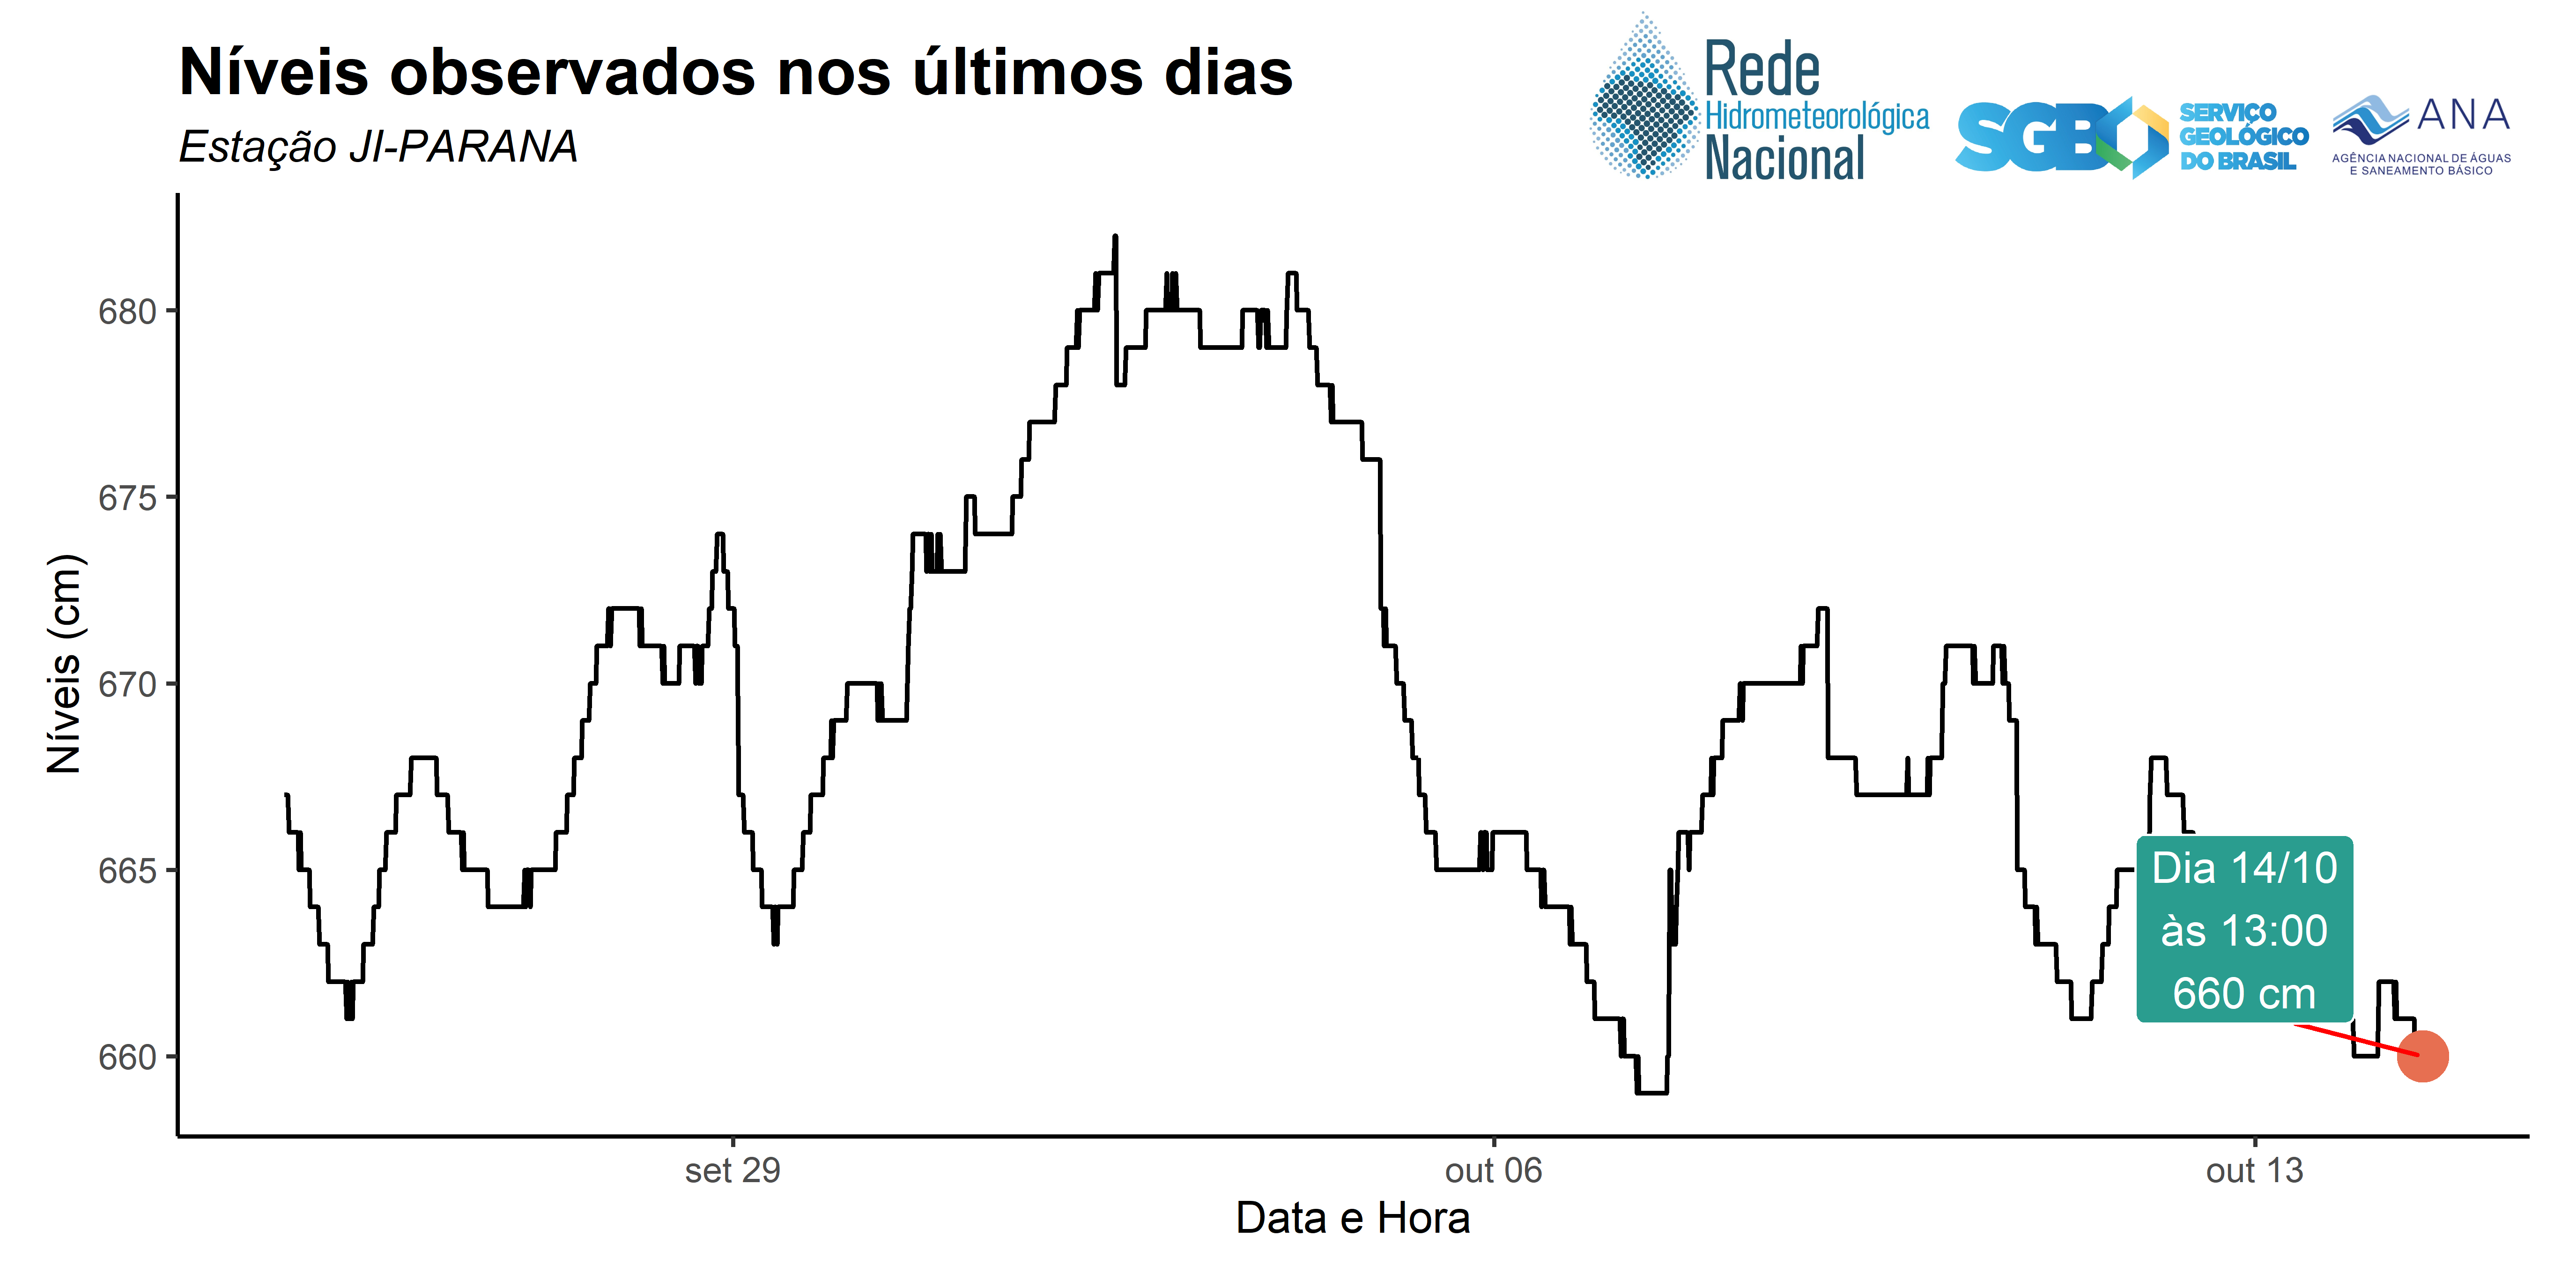 Níveis observados nos últimos dias
Estação JI-PARANA
Rede
Hidrometeorológica
Nacional
SGB
SERVIÇO
GEOLÓGICO
DO BRASIL
ANA
AGÊNCIA NACIONAL DE ÁGUAS
E SANEAMENTO BÁSICO
Níveis (cm)
680
675
670
665
660
Dia 14/10
às 13:00
660 cm
set 29
out 06
out 13
Data e Hora